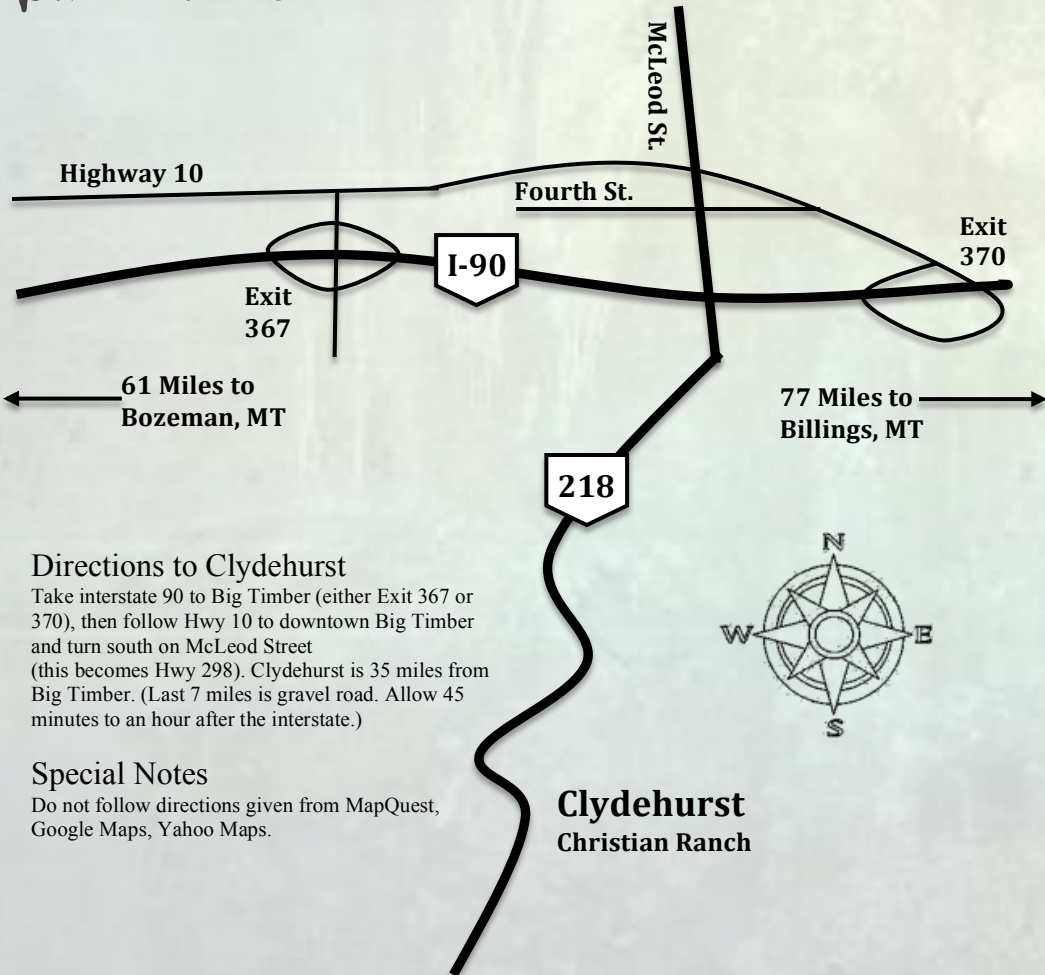 McLeod St.
Highway 10
Fourth St.
Exit
370
I-90
Exit
367
61 Miles to
Bozeman, MT
77 Miles to
Billings, MT
218
Directions to Clydehurst
Take interstate 90 to Big Timber (either Exit 367 or
370), then follow Hwy 10 to downtown Big Timber
and turn south on McLeod Street
(this becomes Hwy 298). Clydehurst is 35 miles from
Big Timber. (Last 7 miles is gravel road. Allow 45
minutes to an hour after the interstate.)
N
W
E
S
Special Notes
Do not follow directions given from MapQuest,
Google Maps, Yahoo Maps.
Clydehurst
Christian Ranch